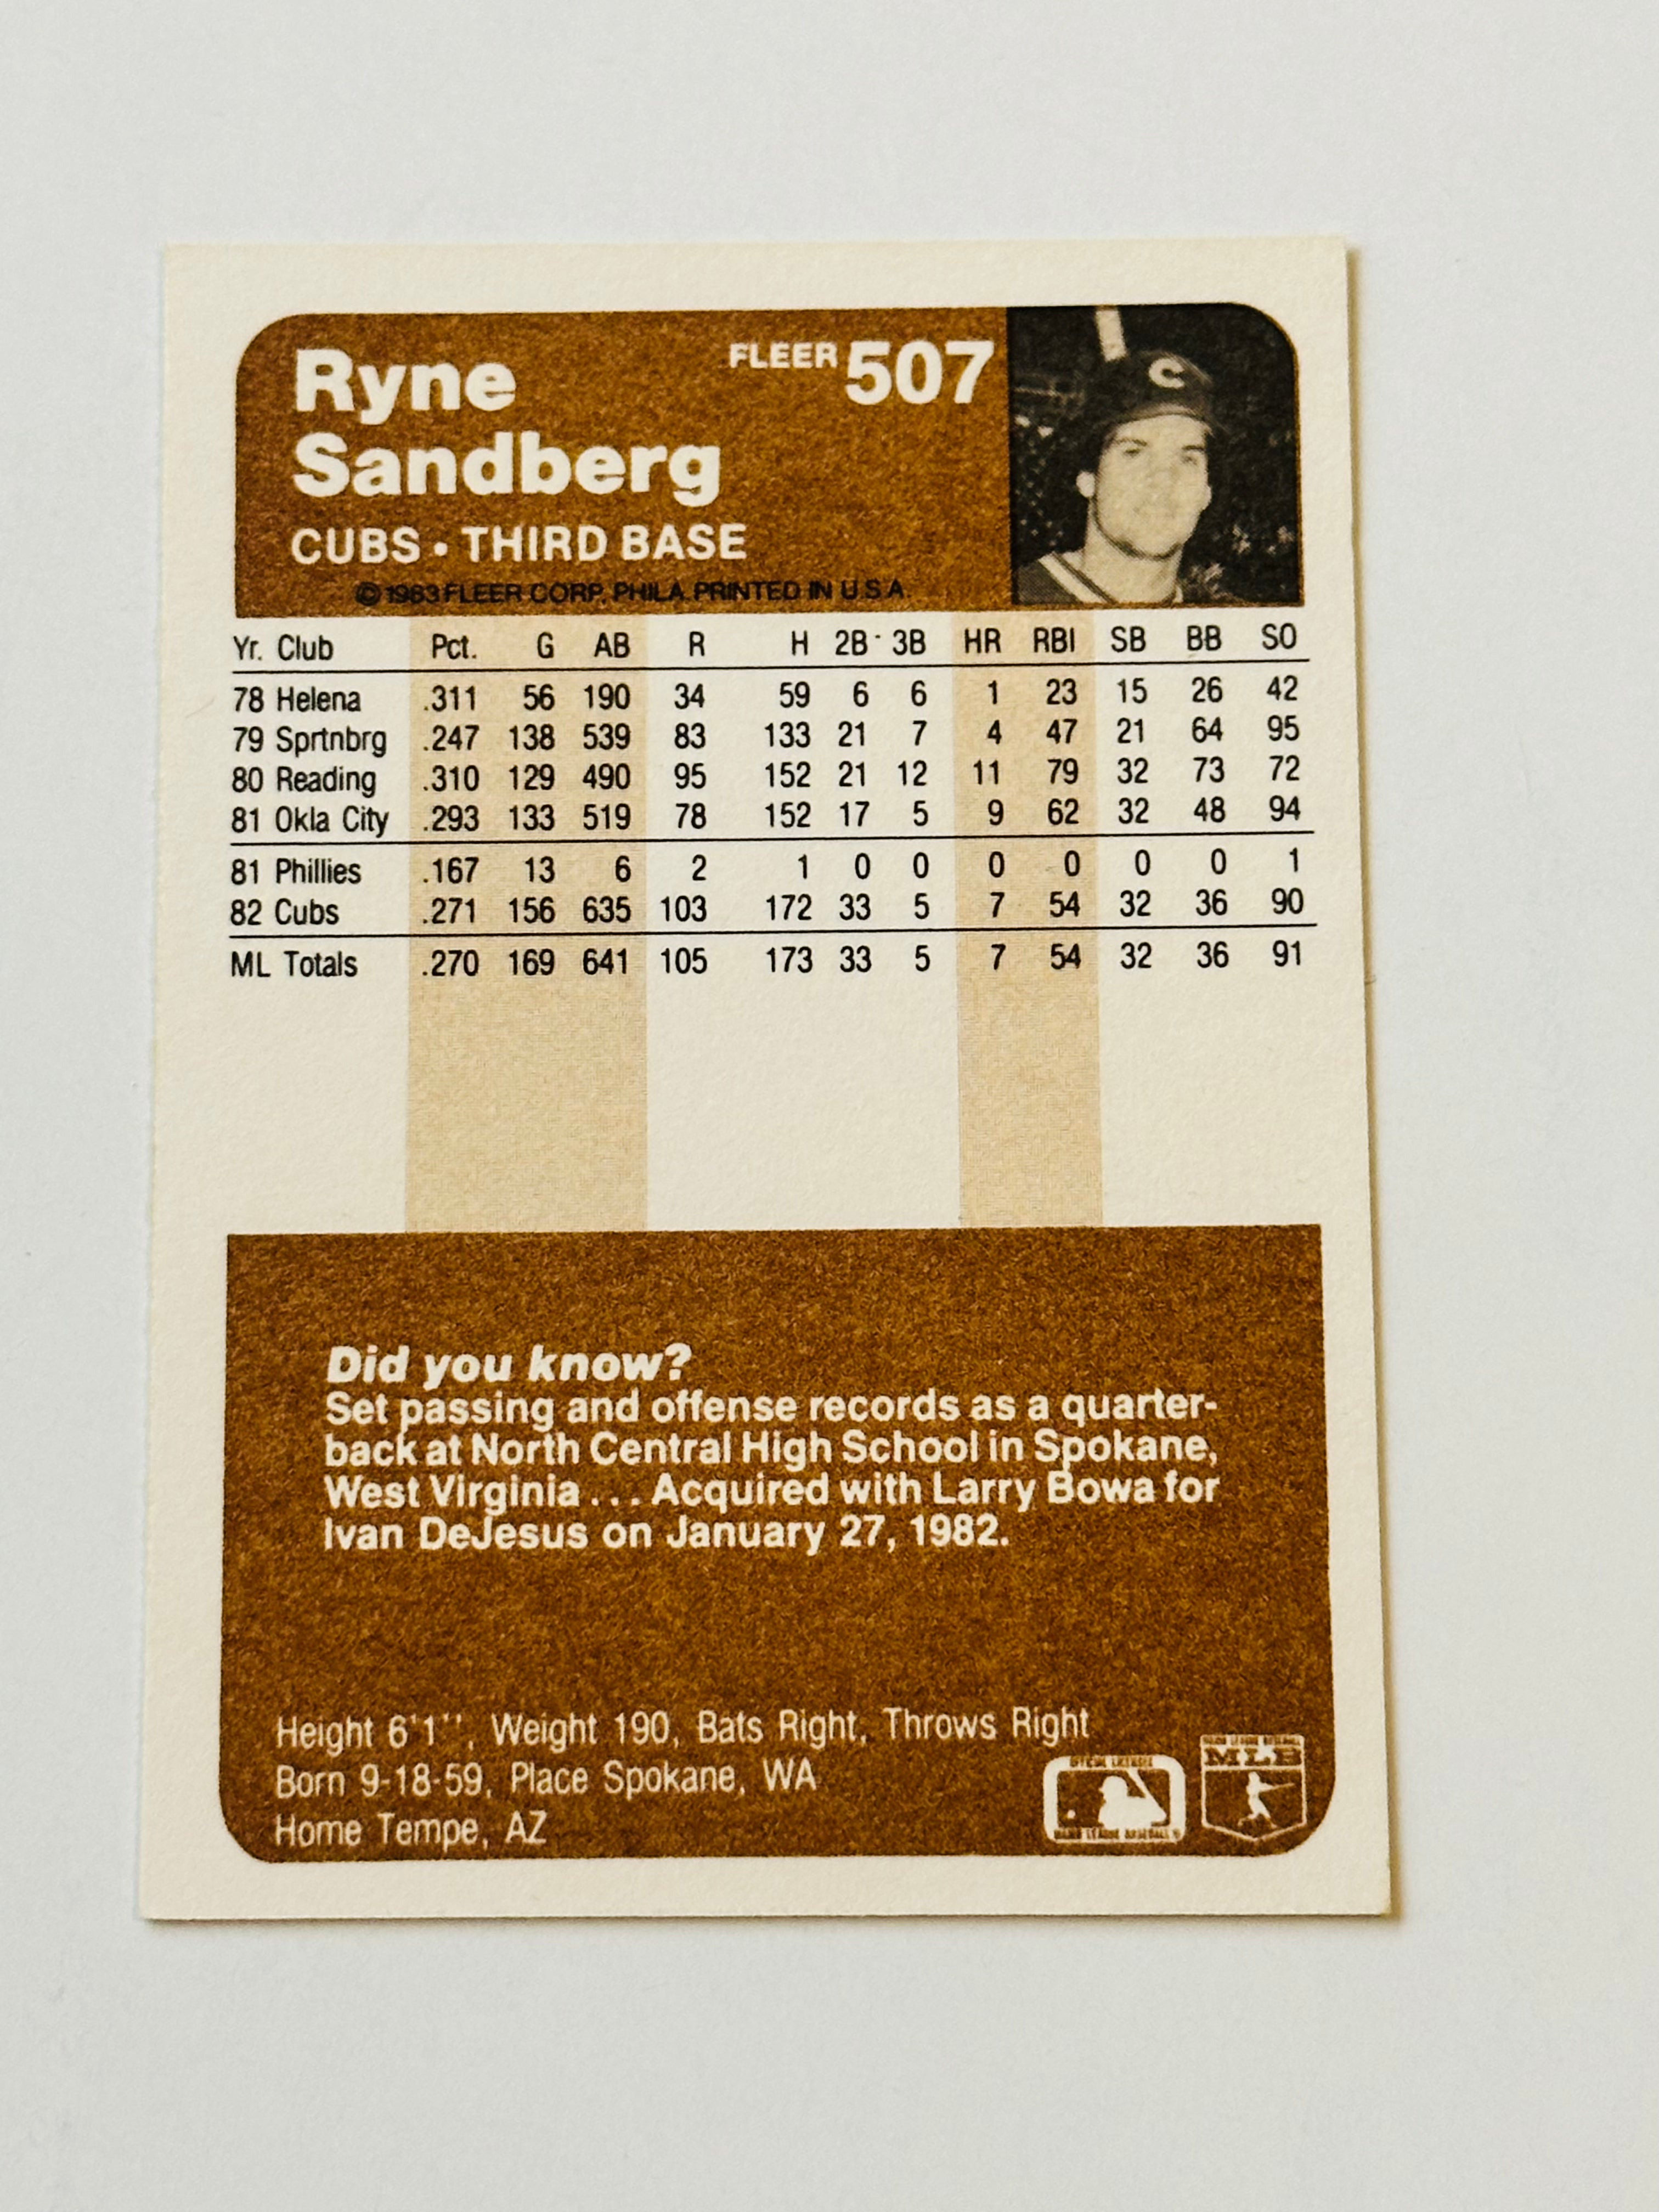 Ryne
Sandberg
FLEER 507
CUBS • THIRD BASE
© 1983 FLEER CORP. PHILA. PRINTED IN U.S.A.
Yr. Club Pct. G AB R H 2B 3B HR RBI SB BB SO
78 Helena .311 56 190 34 59 6 6 1 23 15 26 42
79 Sprtnbrg .247 138 539 83 133 21 7 4 47 21 64 95
80 Reading .310 129 490 95 152 21 12 11 79 32 73 72
81 Okla City .293 133 519 78 152 17 5 9 62 32 48 94
81 Phillies .167 13 6 2 1 0 0 0 0 0 0 1
82 Cubs .271 156 635 103 172 33 5 7 54 32 36 90
ML Totals .270 169 641 105 173 33 5 7 54 32 36 91
Did you know?
Set passing and offense records as a quarter-
back at North Central High School in Spokane,
West Virginia . . . Acquired with Larry Bowa for
Ivan DeJesus on January 27, 1982.
Height 6'1'', Weight 190, Bats Right, Throws Right
Born 9-18-59, Place Spokane, WA
Home Tempe, AZ
C
MLB